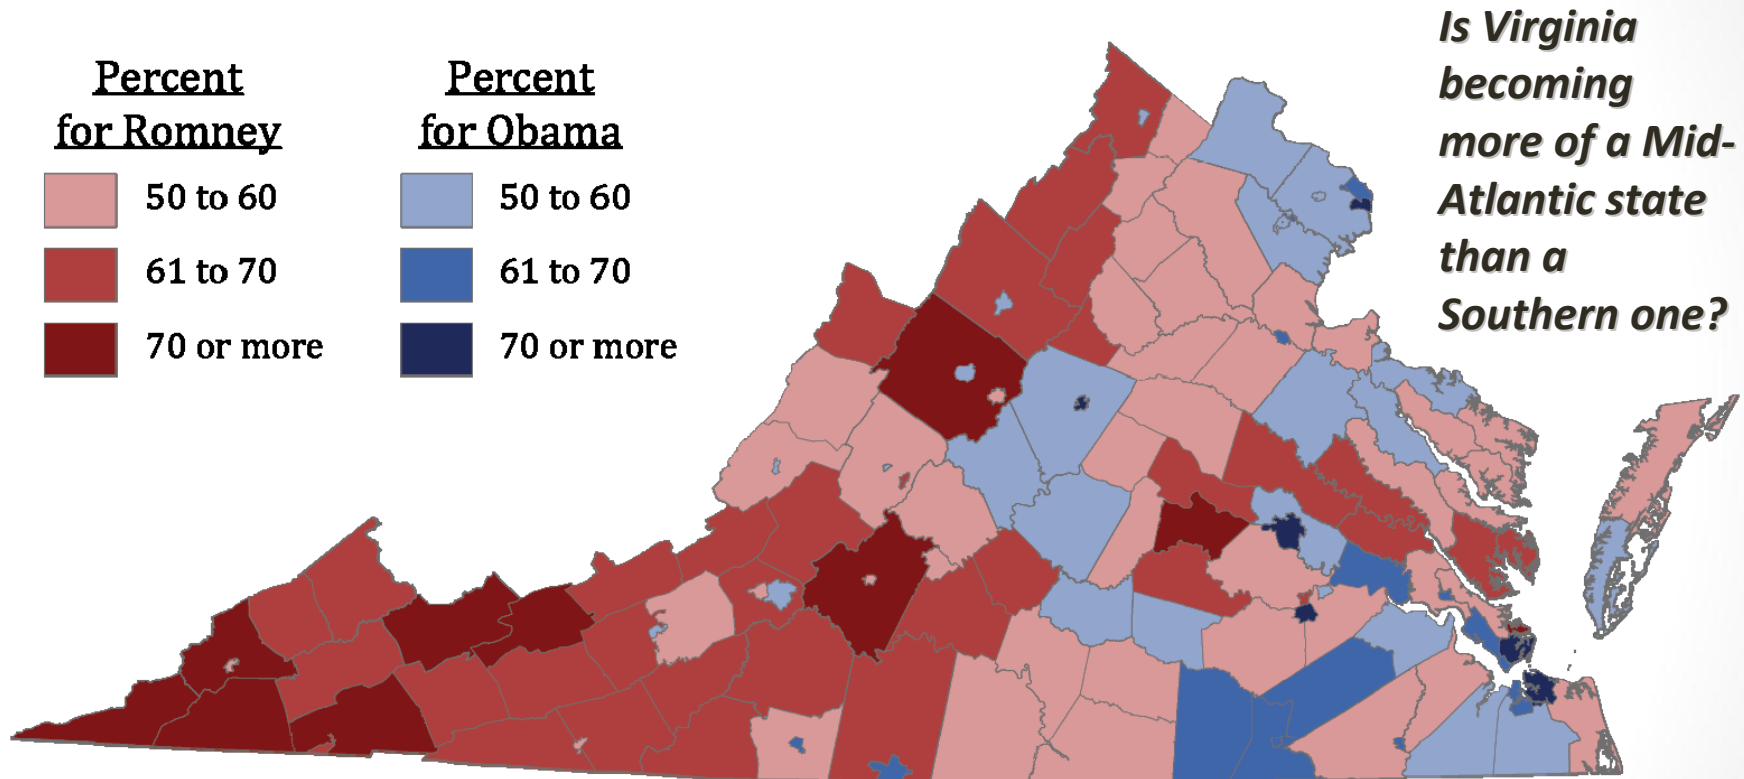 Percent
for Romney
50 to 60
61 to 70
70 or more
Percent
for Obama
50 to 60
61 to 70
70 or more
Is Virginia
becoming
more of a Mid-
Atlantic state
than a
Southern one?